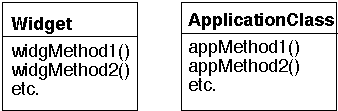 Widget
widgMethod1()
widgMethod2()
etc.
ApplicationClass
appMethod1()
appMethod2()
etc.